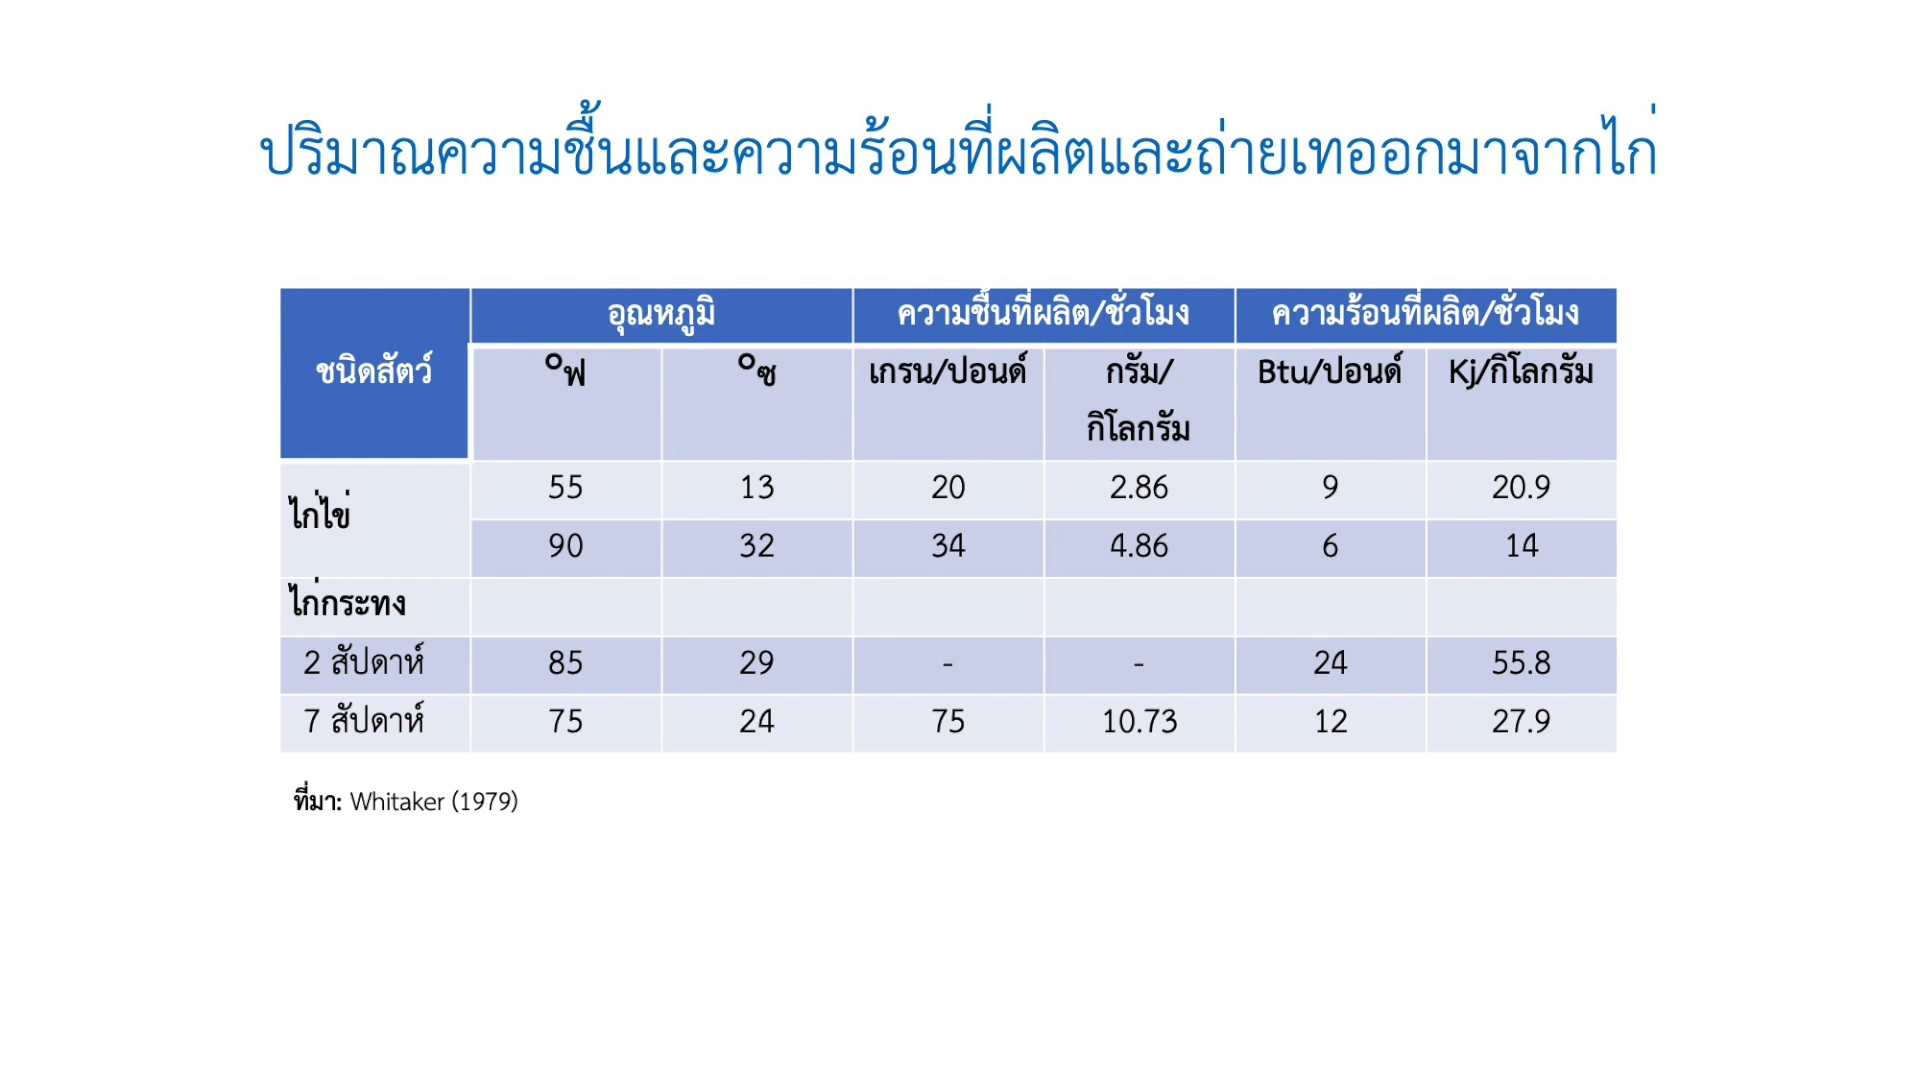 ปริมาณความชื้นและความร้อนที่ผลิตและถ่ายเทออกมาจากไก่
ชนิดสัตว์ อุณหภูมิ ความชื้นที่ผลิต/ชั่วโมง ความร้อนที่ผลิต/ชั่วโมง
°ฟ °ซ เกรน/ปอนด์ กรัม/กิโลกรัม Btu/ปอนด์ Kj/กิโลกรัม
ไก่ไข่ 55 13 20 2.86 9 20.9
90 32 34 4.86 6 14
ไก่กระทง
2 สัปดาห์ 85 29 - - 24 55.8
7 สัปดาห์ 75 24 75 10.73 12 27.9
ที่มา: Whitaker (1979)